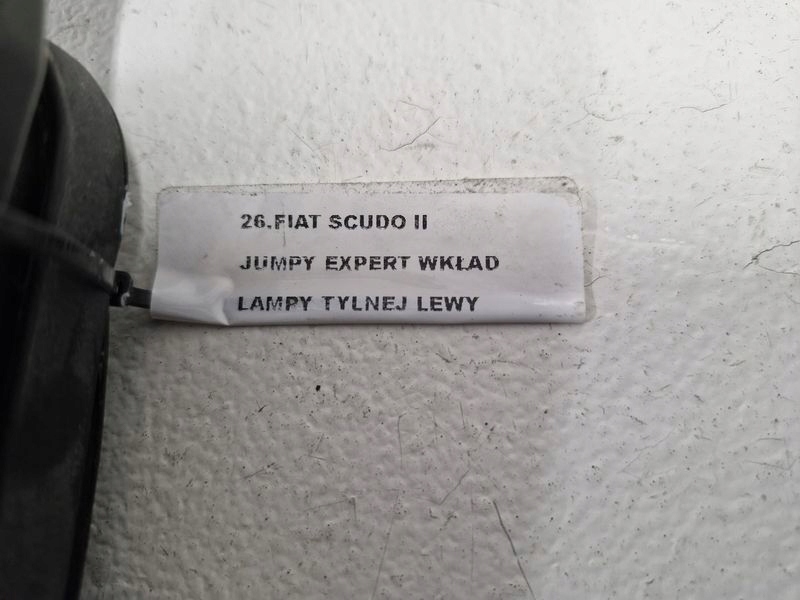 26.FIAT SCUDO II
JUMPY EXPERT WKŁAD
LAMPY TYLNEJ LEWY